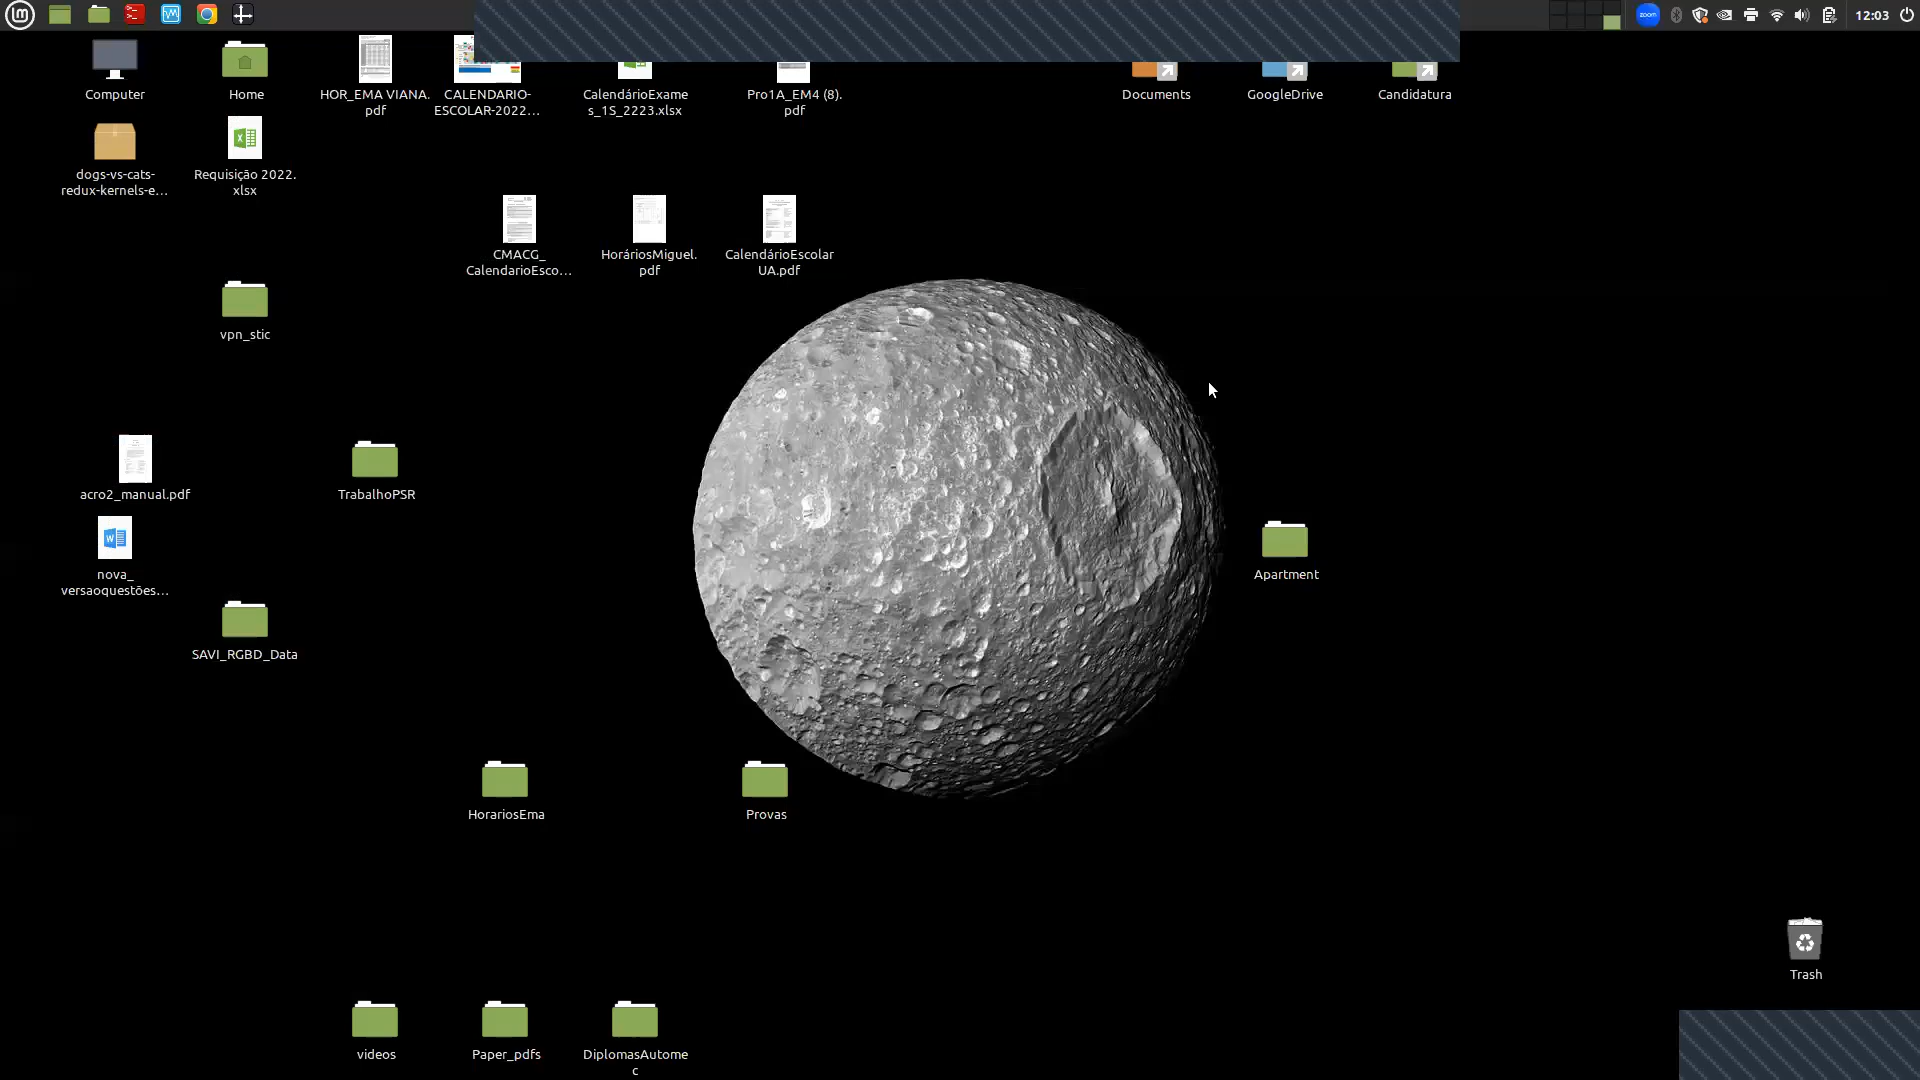 zoom
12:03
Computer
Home
HOR_EMA VIANA.
pdf
CALENDARIO-
ESCOLAR-2022...
CalendárioExame
s_1S_2223.xlsx
Pro1A_EM4 (8).
pdf
Documents
GoogleDrive
Candidatura
dogs-vs-cats-
redux-kernels-e...
Requisição 2022.
xlsx
CMACG_
CalendarioEsco...
HoráriosMiguel.
pdf
CalendárioEscolar
UA.pdf
vpn_stic
acro2_manual.pdf
TrabalhoPSR
nova_
versaoquestões...
Apartment
SAVI_RGBD_Data
HorariosEma
Provas
Trash
videos
Paper_pdfs
DiplomasAutome
c